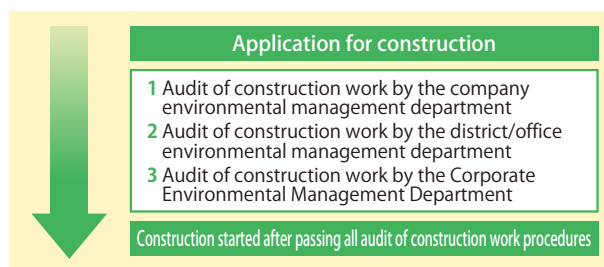 Application for construction
1 Audit of construction work by the company
environmental management department
2 Audit of construction work by the district/office
environmental management department
3 Audit of construction work by the Corporate
Environmental Management Department
Construction started after passing all audit of construction work procedures